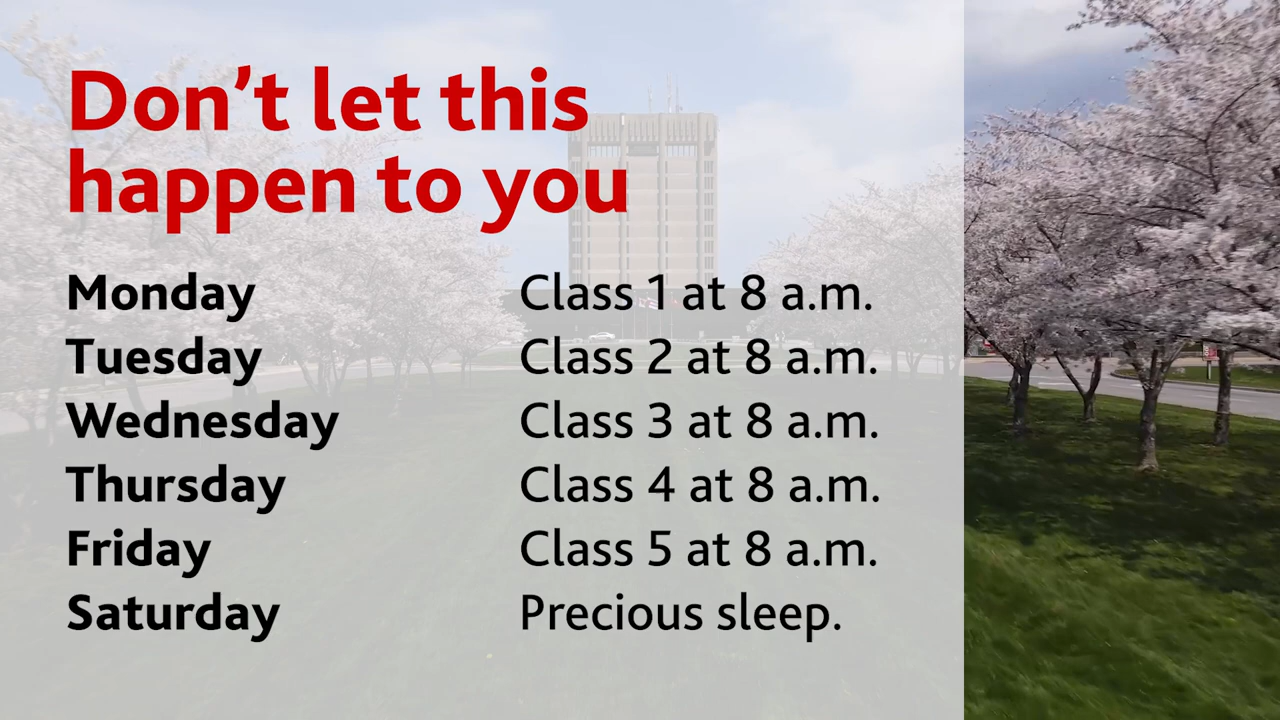 Don’t let this
happen to you
Monday Class 1 at 8 a.m.
Tuesday Class 2 at 8 a.m.
Wednesday Class 3 at 8 a.m.
Thursday Class 4 at 8 a.m.
Friday Class 5 at 8 a.m.
Saturday Precious sleep.